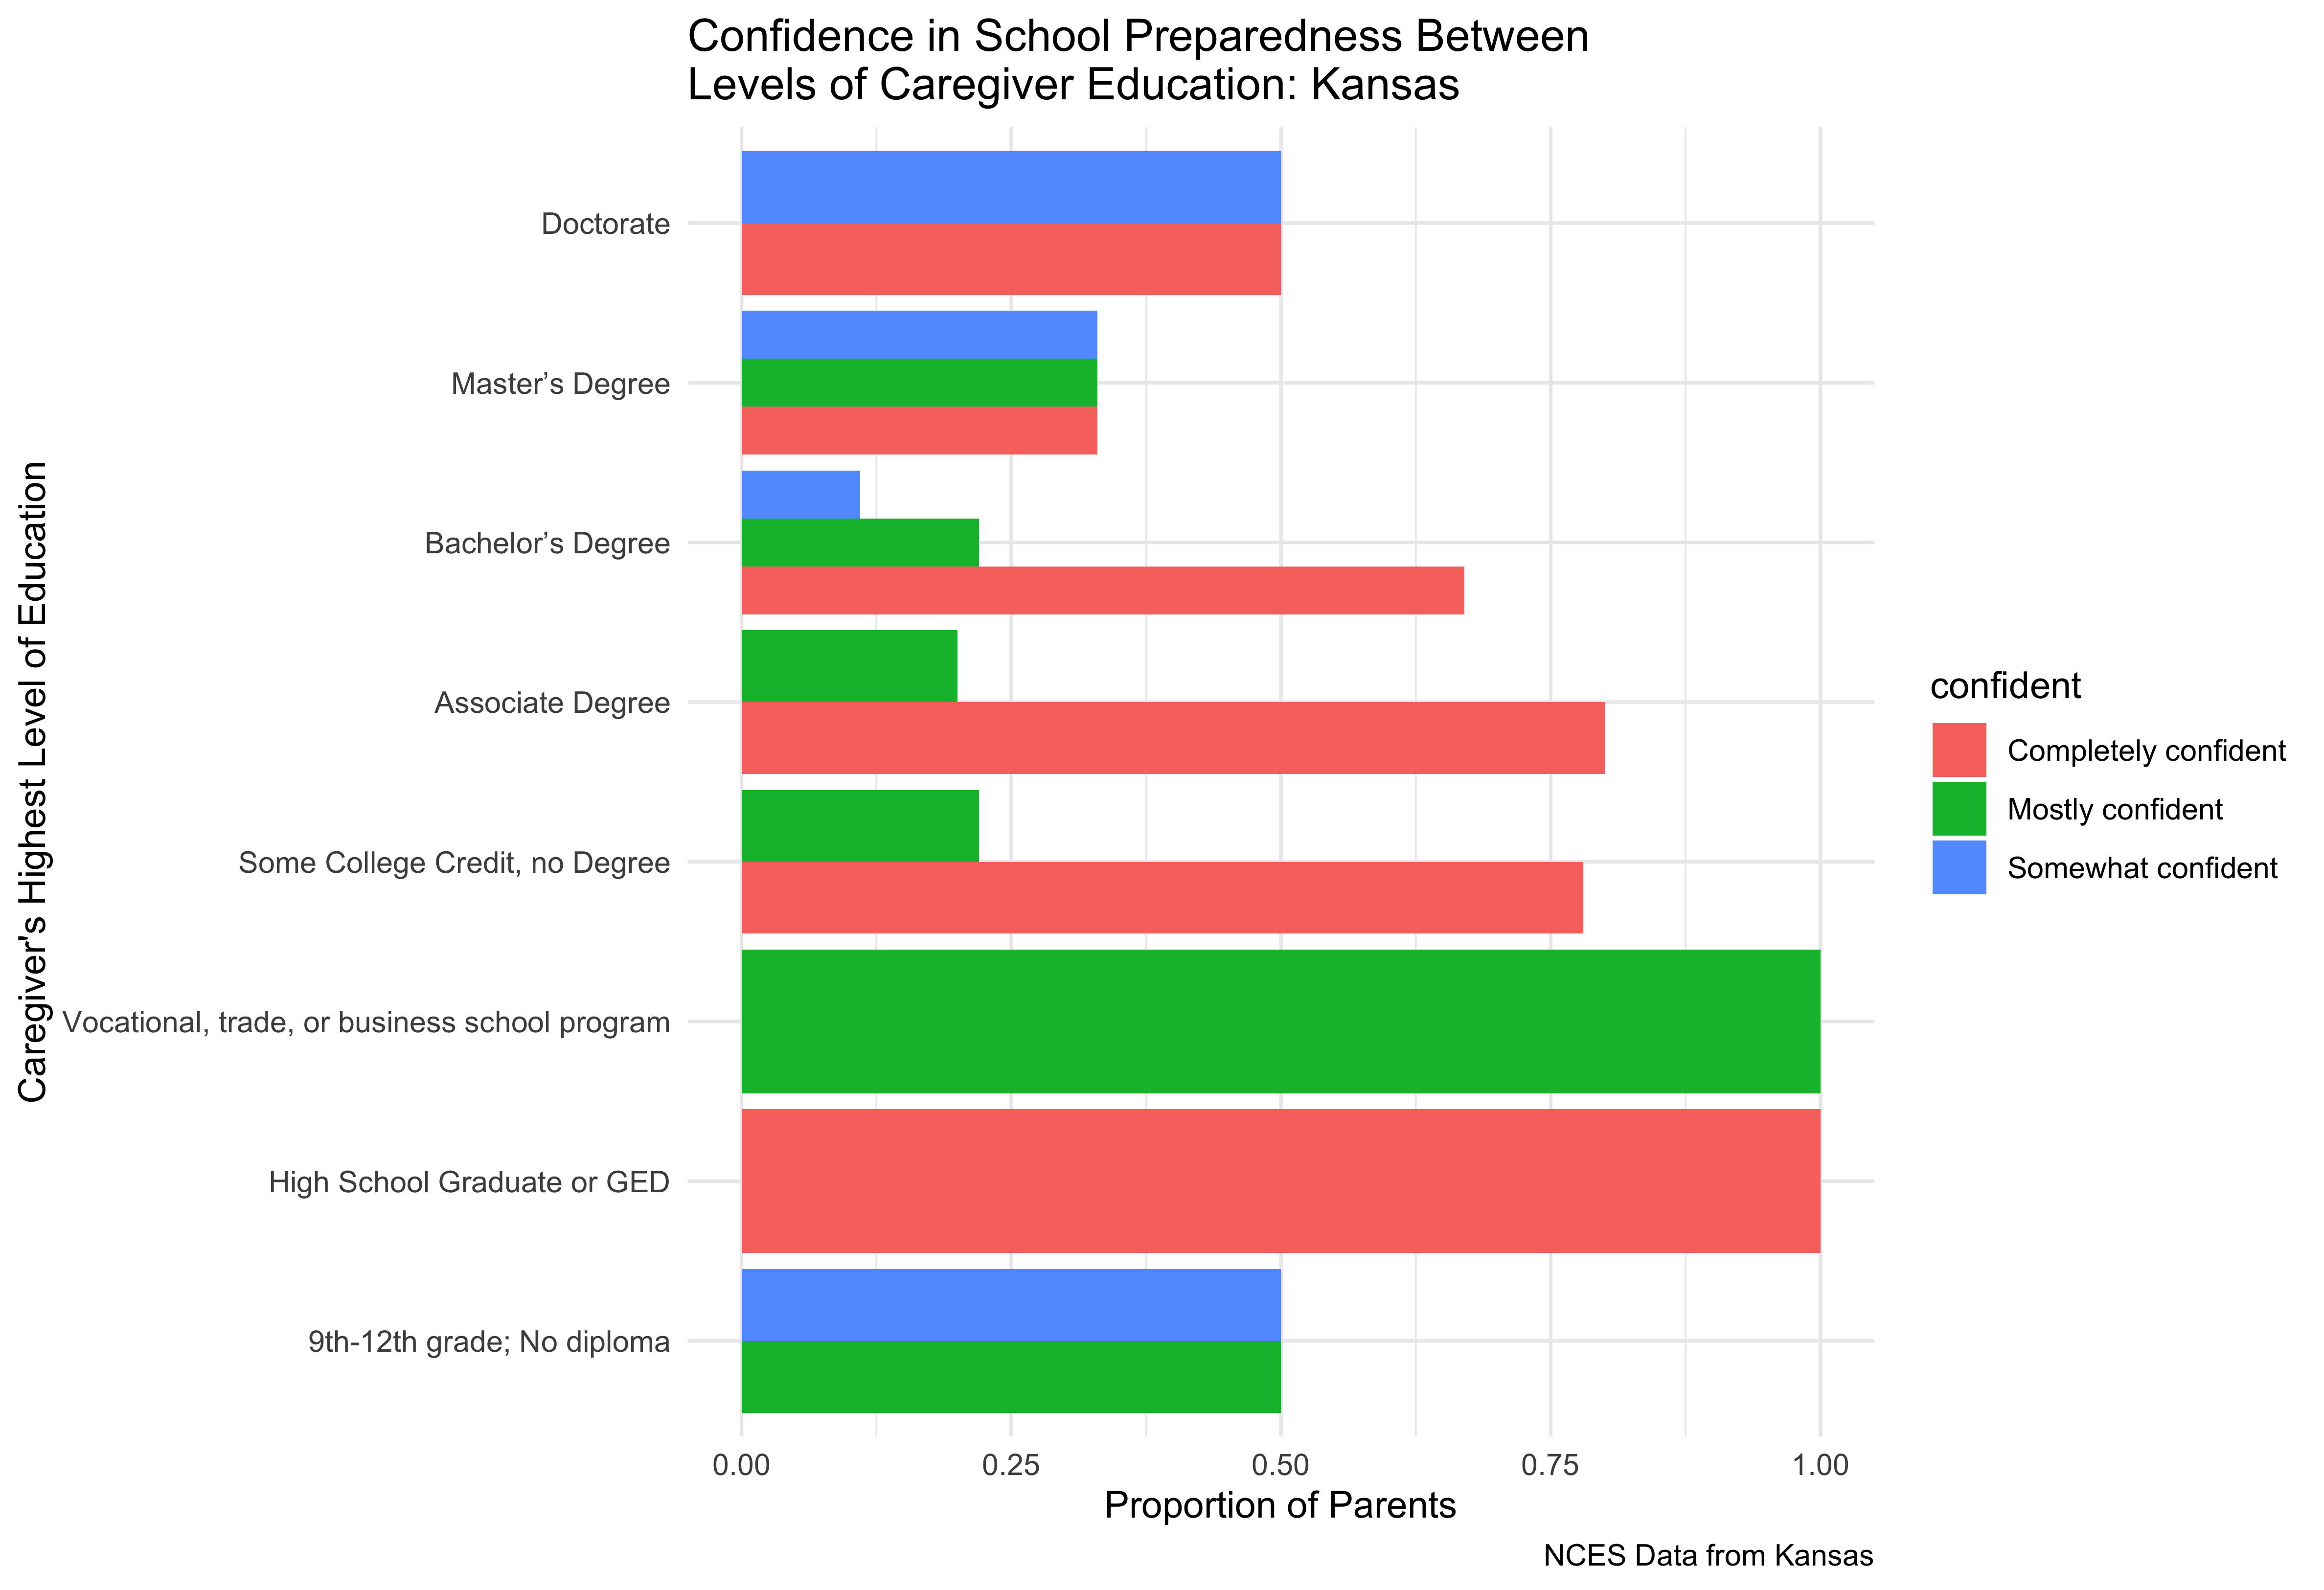 Confidence in School Preparedness Between
Levels of Caregiver Education: Kansas
Caregiver's Highest Level of Education
Doctorate
Master’s Degree
Bachelor’s Degree
Associate Degree
Some College Credit, no Degree
Vocational, trade, or business school program
High School Graduate or GED
9th-12th grade; No diploma
0.00 0.25 0.50 0.75 1.00
Proportion of Parents
confident
Completely confident
Mostly confident
Somewhat confident
NCES Data from Kansas